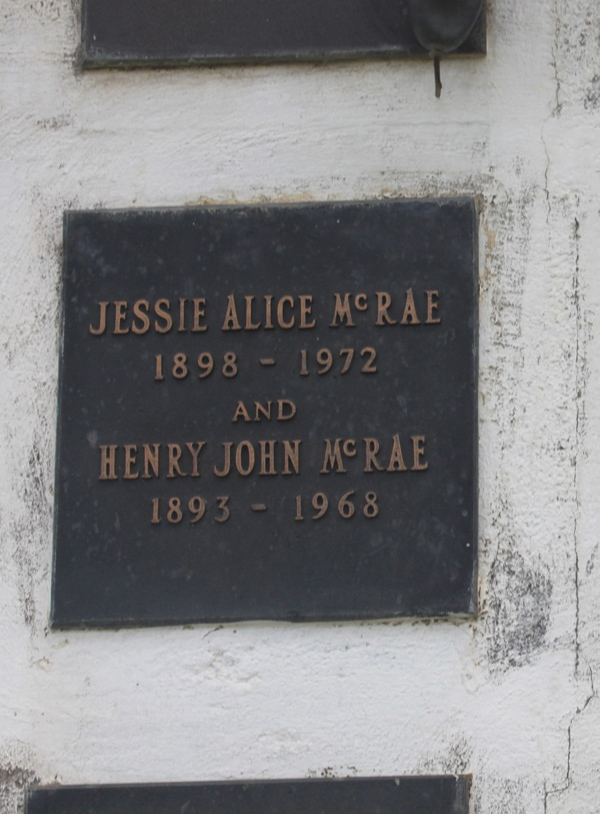 JESSIE ALICE McRAE
1898 - 1972
AND
HENRY JOHN McRAE
1893 - 1968